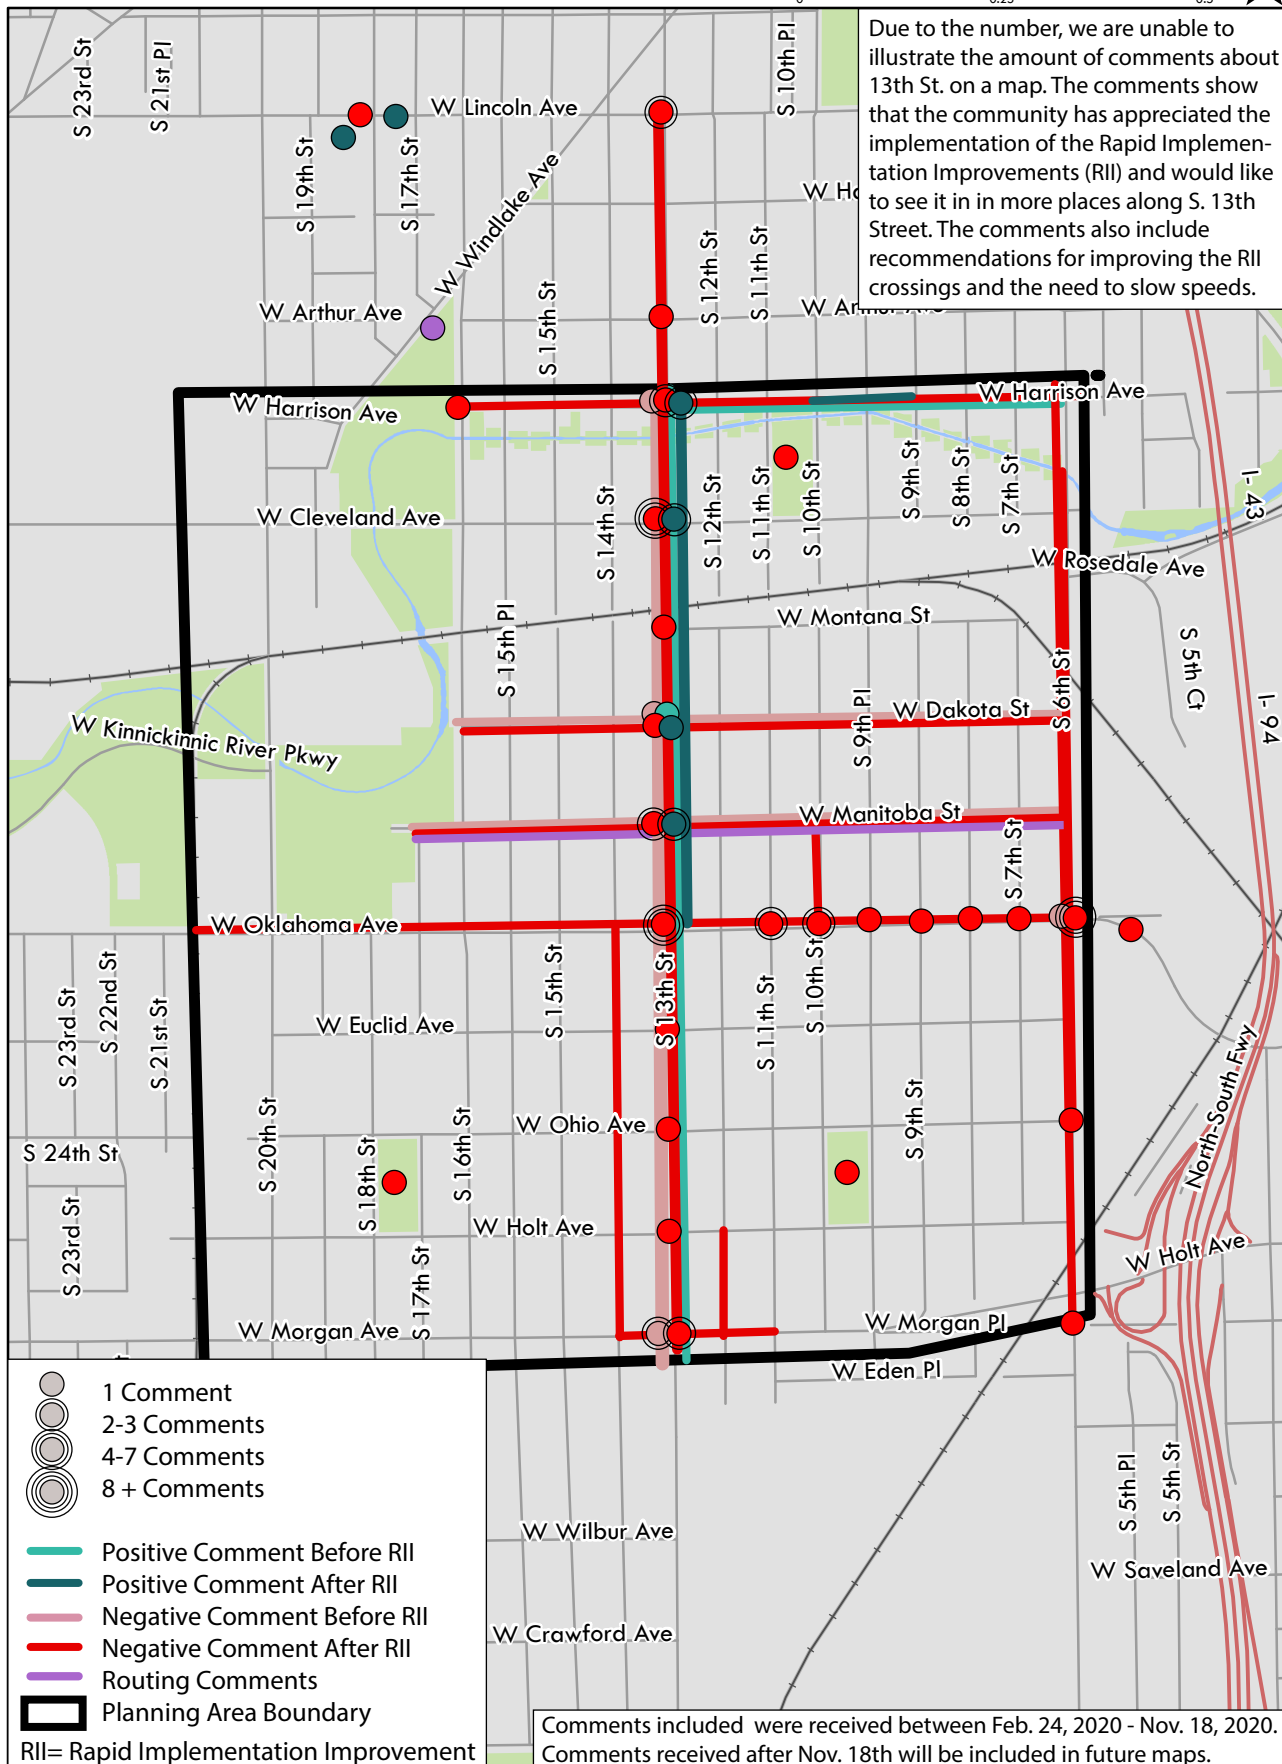 0 0.25 0.5
Due to the number, we are unable to
illustrate the amount of comments about
13th St. on a map. The comments show
that the community has appreciated the
implementation of the Rapid Implemen-
tation Improvements (RII) and would like
to see it in in more places along S. 13th
Street. The comments also include
recommendations for improving the RII
crossings and the need to slow speeds.
S 23rd St
S 21st Pl
S 10th Pl
W Lincoln Ave
S 19th St
S 17th St
W Windlake Ave
S 12th St
S 11th St
W Arthur Ave
S 15th St
W Harrison Ave
W Harrison Ave
I- 43
W Cleveland Ave
S 14th St
S 12th St
S 11th St
S 10th St
S 9th St
S 8th St
S 7th St
W Rosedale Ave
W Montana St
S 15th Pl
S 6th St
S 5th Ct
I- 94
W Dakota St
S 9th Pl
W Kinnickinnic River Pkwy
W Manitoba St
S 7th St
W Oklahoma Ave
S 23rd St
S 22nd St
S 21st St
S 15th St
S 13th St
S 11th St
S 10th St
W Euclid Ave
North-South Fwy
S 24th St
S 20th St
S 18th St
S 16th St
W Ohio Ave
S 9th St
S 23rd St
S 17th St
W Holt Ave
W Holt Ave
W Morgan Ave
W Morgan Pl
W Eden Pl
1 Comment
2-3 Comments
4-7 Comments
8 + Comments
Positive Comment Before RII
Positive Comment After RII
Negative Comment Before RII
Negative Comment After RII
Routing Comments
Planning Area Boundary
RII= Rapid Implementation Improvement
W Wilbur Ave
S 5th Pl
S 5th St
W Saveland Ave
W Crawford Ave
Comments included were received between Feb. 24, 2020 - Nov. 18, 2020.
Comments received after Nov. 18th will be included in future maps.